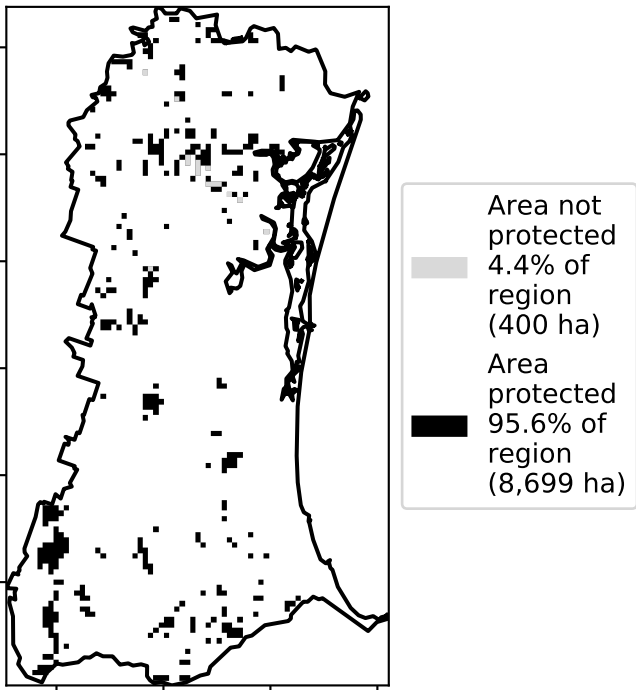 Area not
protected
4.4% of
region
(400 ha)
Area
protected
95.6% of
region
(8,699 ha)